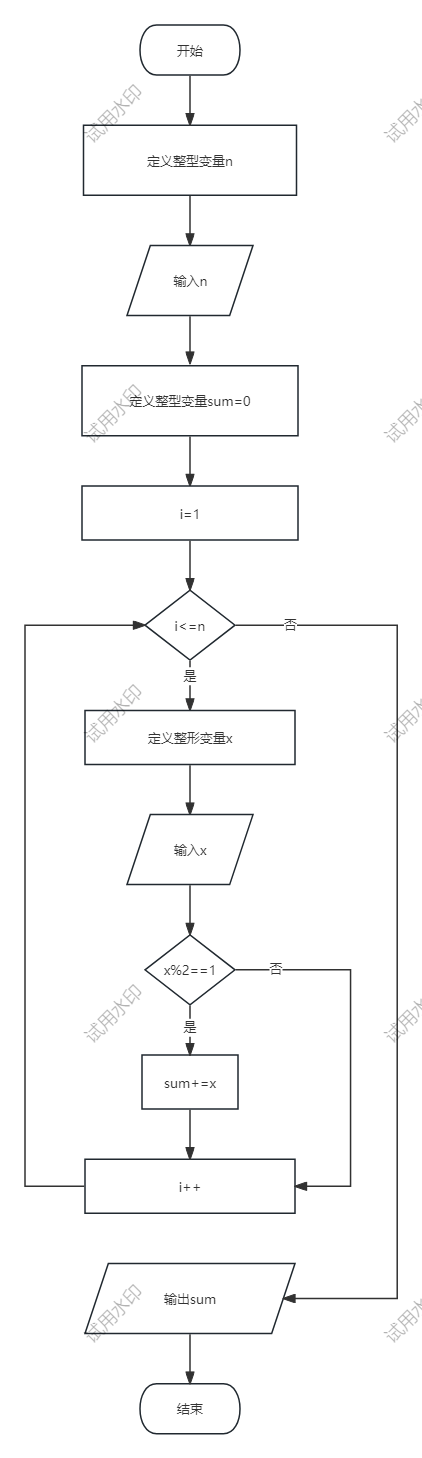 开始
试用水印
试用水印
定义整型变量n
输入n
定义整型变量sum=0
试用水印
试用水印
i=1
i<=n
否
是
定义整形变量x
试用水印
试用水印
输入x
x%2==1
否
试用水印
试用水印
是
sum+=x
i++
输出sum
试用水印
试用水印
结束